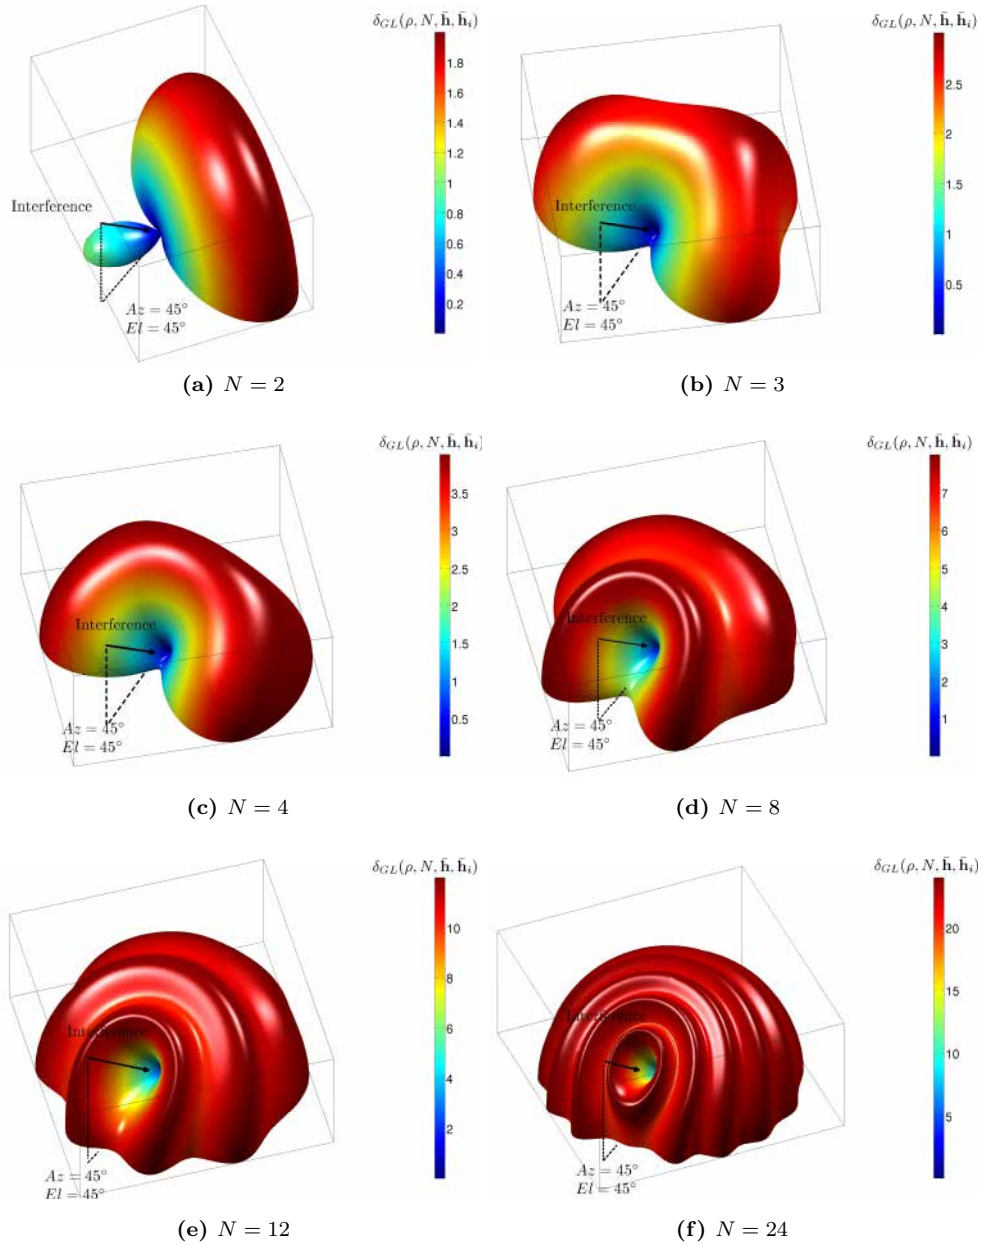 δ_GL(ρ, N, h̄, h̄_i)
1.8
1.6
1.4
1.2
1
0.8
0.6
0.4
0.2
Interference
Az = 45°
El = 45°
(a) N = 2
δ_GL(ρ, N, h̄, h̄_i)
2.5
2
1.5
1
0.5
Interference
Az = 45°
El = 45°
(b) N = 3
δ_GL(ρ, N, h̄, h̄_i)
3.5
3
2.5
2
1.5
1
0.5
Interference
Az = 45°
El = 45°
(c) N = 4
δ_GL(ρ, N, h̄, h̄_i)
7
6
5
4
3
2
1
Interference
Az = 45°
El = 45°
(d) N = 8
δ_GL(ρ, N, h̄, h̄_i)
10
8
6
4
2
Interference
Az = 45°
El = 45°
(e) N = 12
δ_GL(ρ, N, h̄, h̄_i)
20
15
10
5
Interference
Az = 45°
El = 45°
(f) N = 24